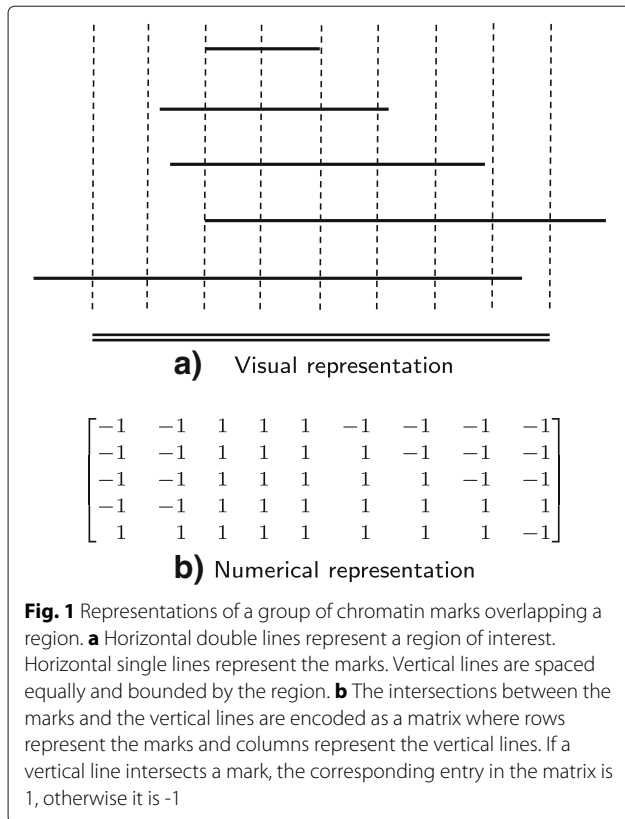 a) Visual representation
−1 −1 1 1 1 −1 −1 −1 −1
−1 −1 1 1 1 1 −1 −1 −1
−1 −1 1 1 1 1 1 −1 −1
−1 −1 1 1 1 1 1 1 1
1 1 1 1 1 1 1 1 −1
b) Numerical representation
Fig. 1 Representations of a group of chromatin marks overlapping a
region. a Horizontal double lines represent a region of interest.
Horizontal single lines represent the marks. Vertical lines are spaced
equally and bounded by the region. b The intersections between the
marks and the vertical lines are encoded as a matrix where rows
represent the marks and columns represent the vertical lines. If a
vertical line intersects a mark, the corresponding entry in the matrix is
1, otherwise it is -1